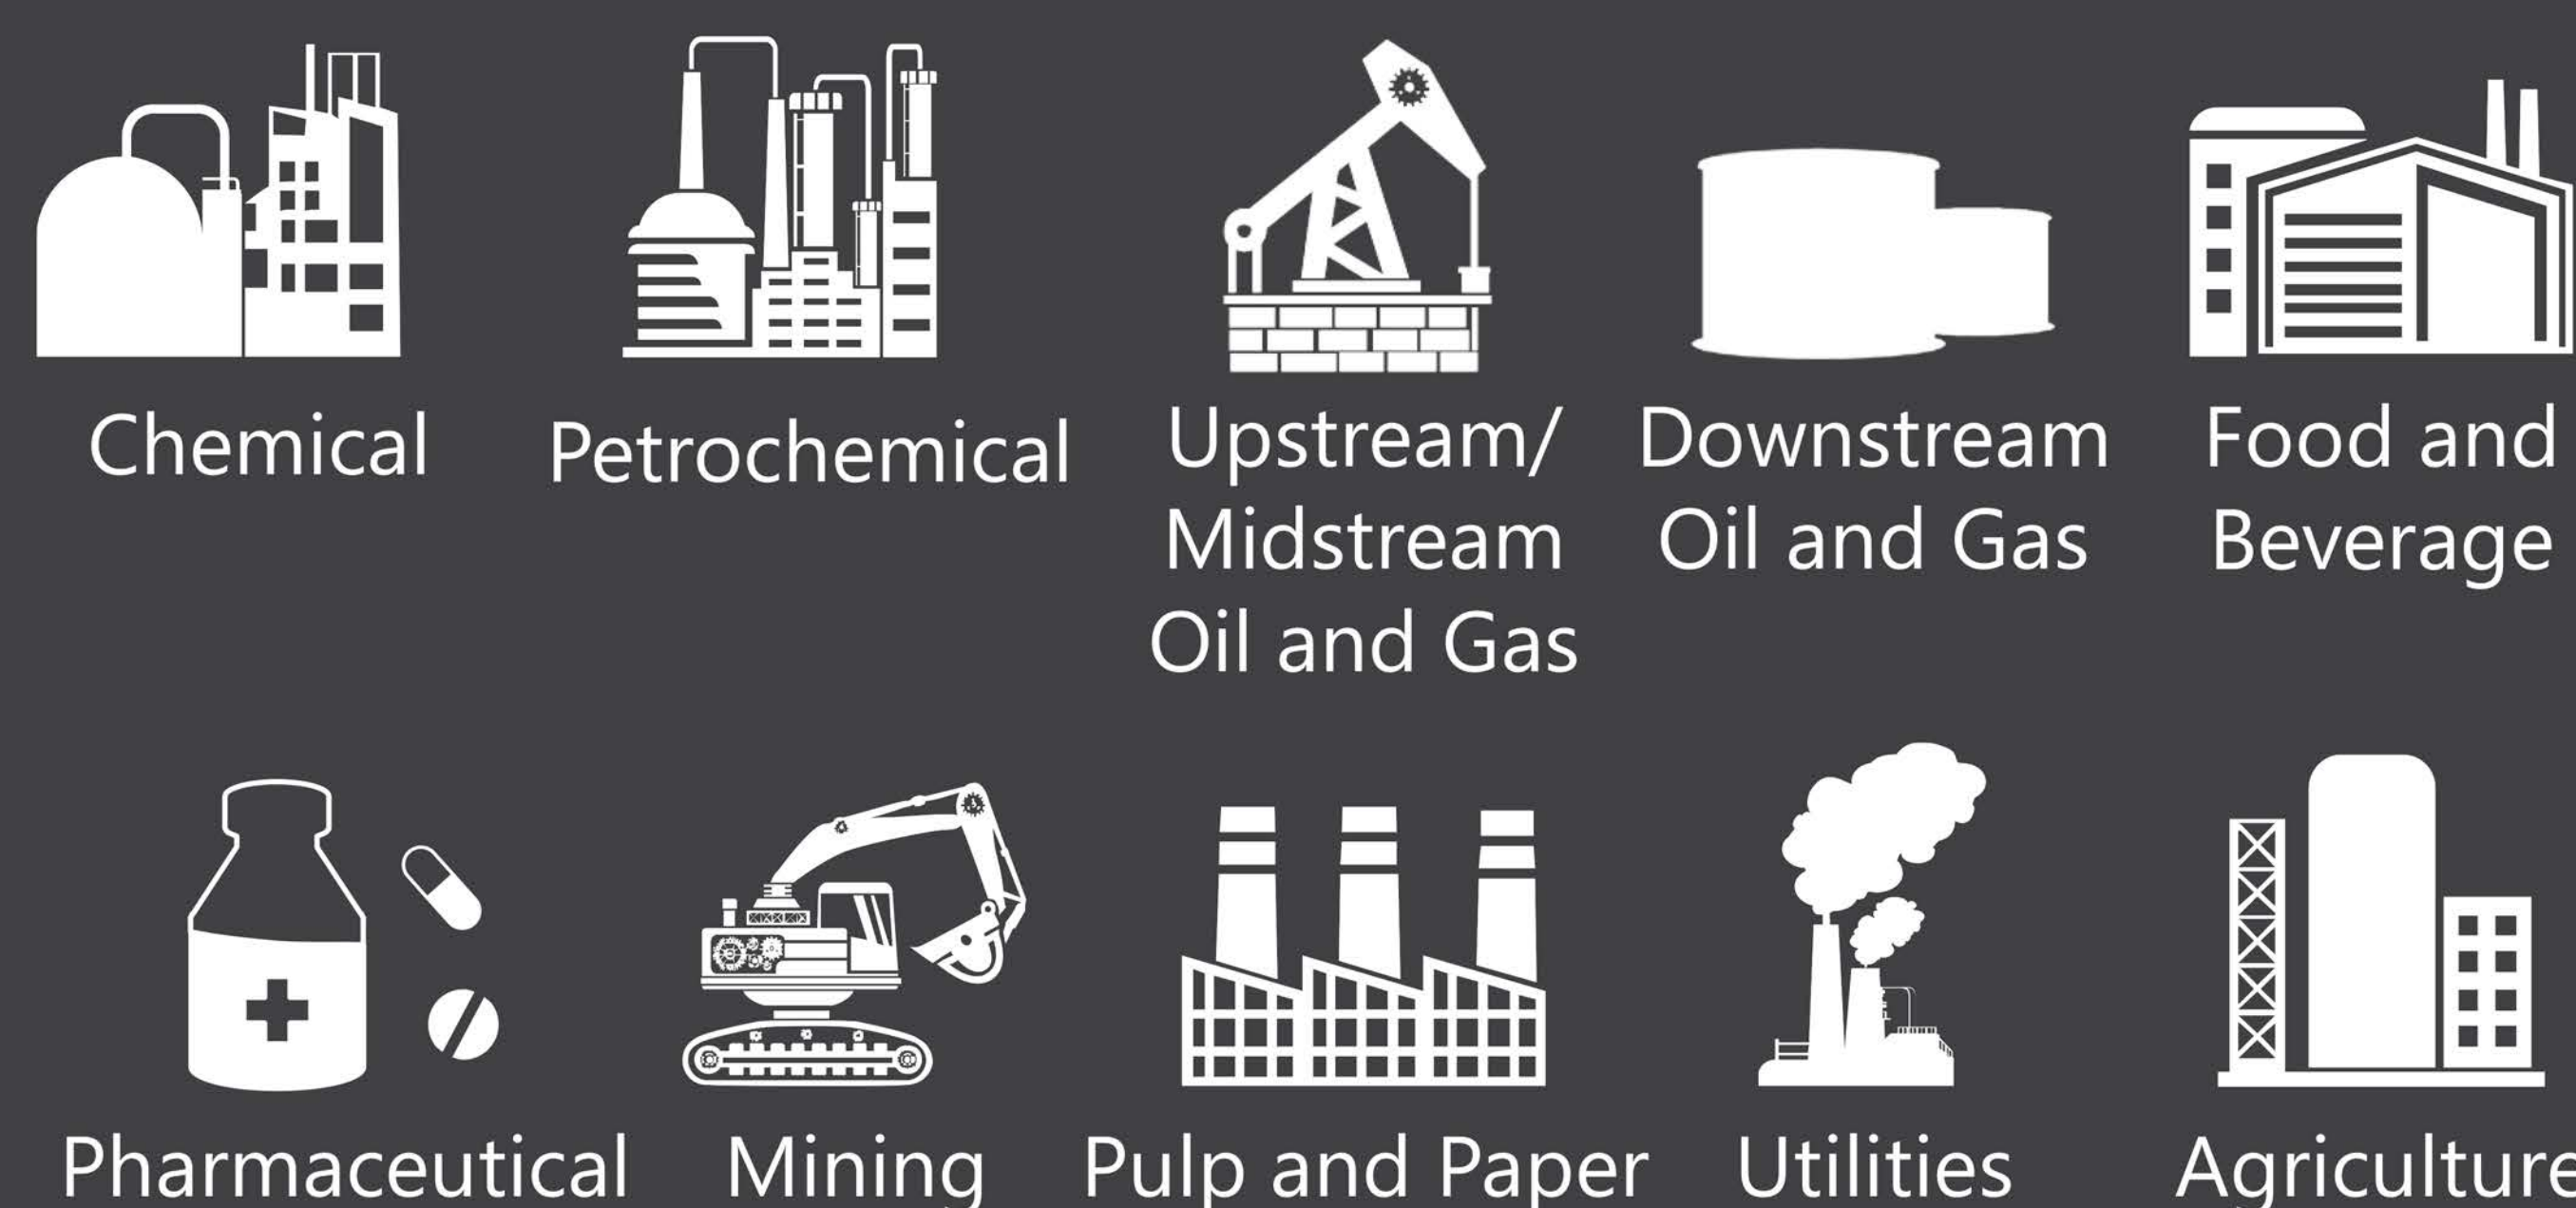 Chemical
Petrochemical
Upstream/
Midstream
Oil and Gas
Downstream
Oil and Gas
Food and
Beverage
Pharmaceutical
Mining
Pulp and Paper
Utilities
Agriculture